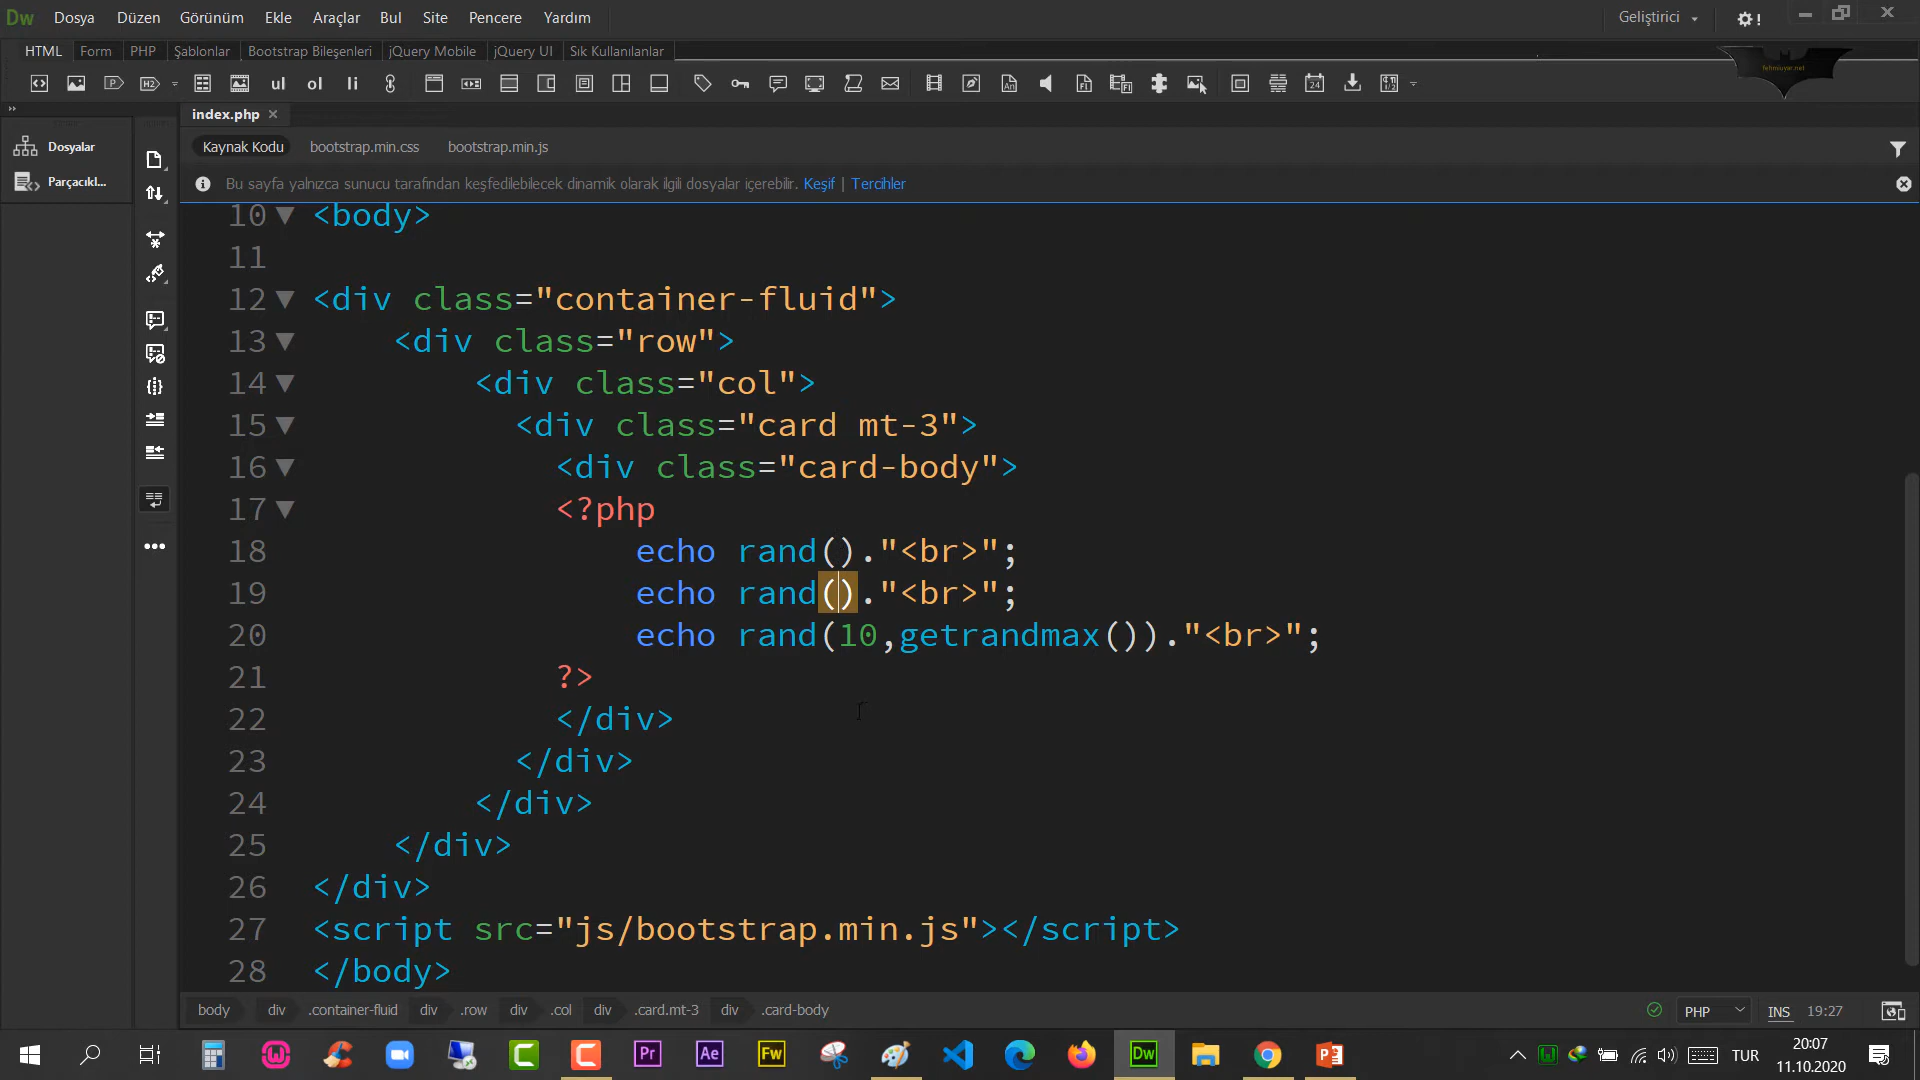 Dw Dosya Düzen Görünüm Ekle Araçlar Bul Site Pencere Yardım Geliştirici
HTML Form PHP Şablonlar Bootstrap Bileşenleri jQuery Mobile jQuery UI Sık Kullanılanlar
ul ol li
fehmiuyar.net
index.php
Dosyalar
Parçacıkl...
Kaynak Kodu bootstrap.min.css bootstrap.min.js
Bu sayfa yalnızca sunucu tarafından keşfedilebilecek dinamik olarak ilgili dosyalar içerebilir. Keşif | Tercihler
10 <body>
11
12 <div class="container-fluid">
13 <div class="row">
14 <div class="col">
15 <div class="card mt-3">
16 <div class="card-body">
17 <?php
18 echo rand()."<br>";
19 echo rand()."<br>";
20 echo rand(10,getrandmax())."<br>";
21 ?>
22 </div>
23 </div>
24 </div>
25 </div>
26 </div>
27 <script src="js/bootstrap.min.js"></script>
28 </body>
body div .container-fluid div .row div .col div .card.mt-3 div .card-body PHP INS 19:27
Pr Ae Fw Dw TUR 20:07
11.10.2020